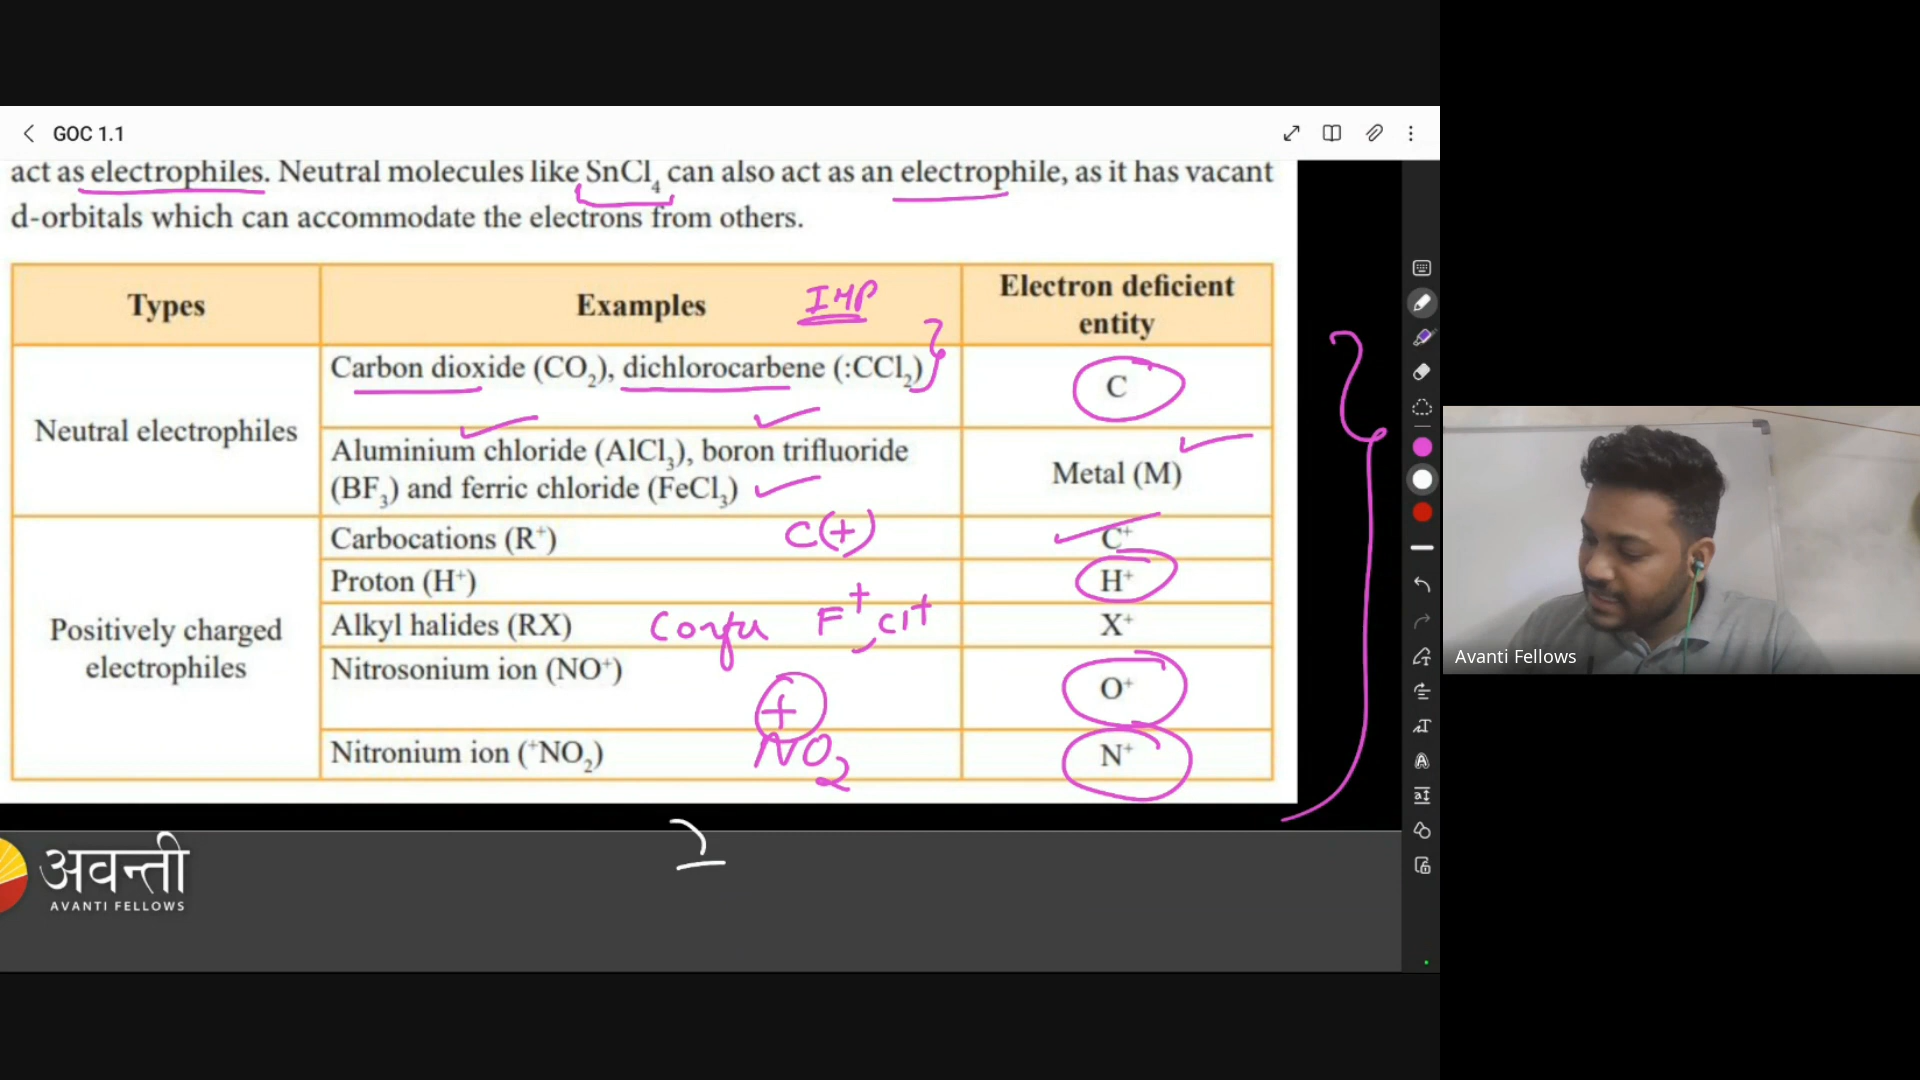 GOC 1.1
act as electrophiles. Neutral molecules like SnCl₄ can also act as an electrophile, as it has vacant
d-orbitals which can accommodate the electrons from others.
Types
Examples
IMP
Electron deficient
entity
Neutral electrophiles
Carbon dioxide (CO₂), dichlorocarbene (:CCl₂)
C
Aluminium chloride (AlCl₃), boron trifluoride
(BF₃) and ferric chloride (FeCl₃)
Metal (M)
Positively charged
electrophiles
Carbocations (R⁺)
C(+)
C⁺
Proton (H⁺)
H⁺
Alkyl halides (RX)
F⁺, Cl⁺
X⁺
Nitrosonium ion (NO⁺)
O⁺
Nitronium ion (⁺NO₂)
⁺NO₂
N⁺
अवन्ती
AVANTI FELLOWS
Avanti Fellows